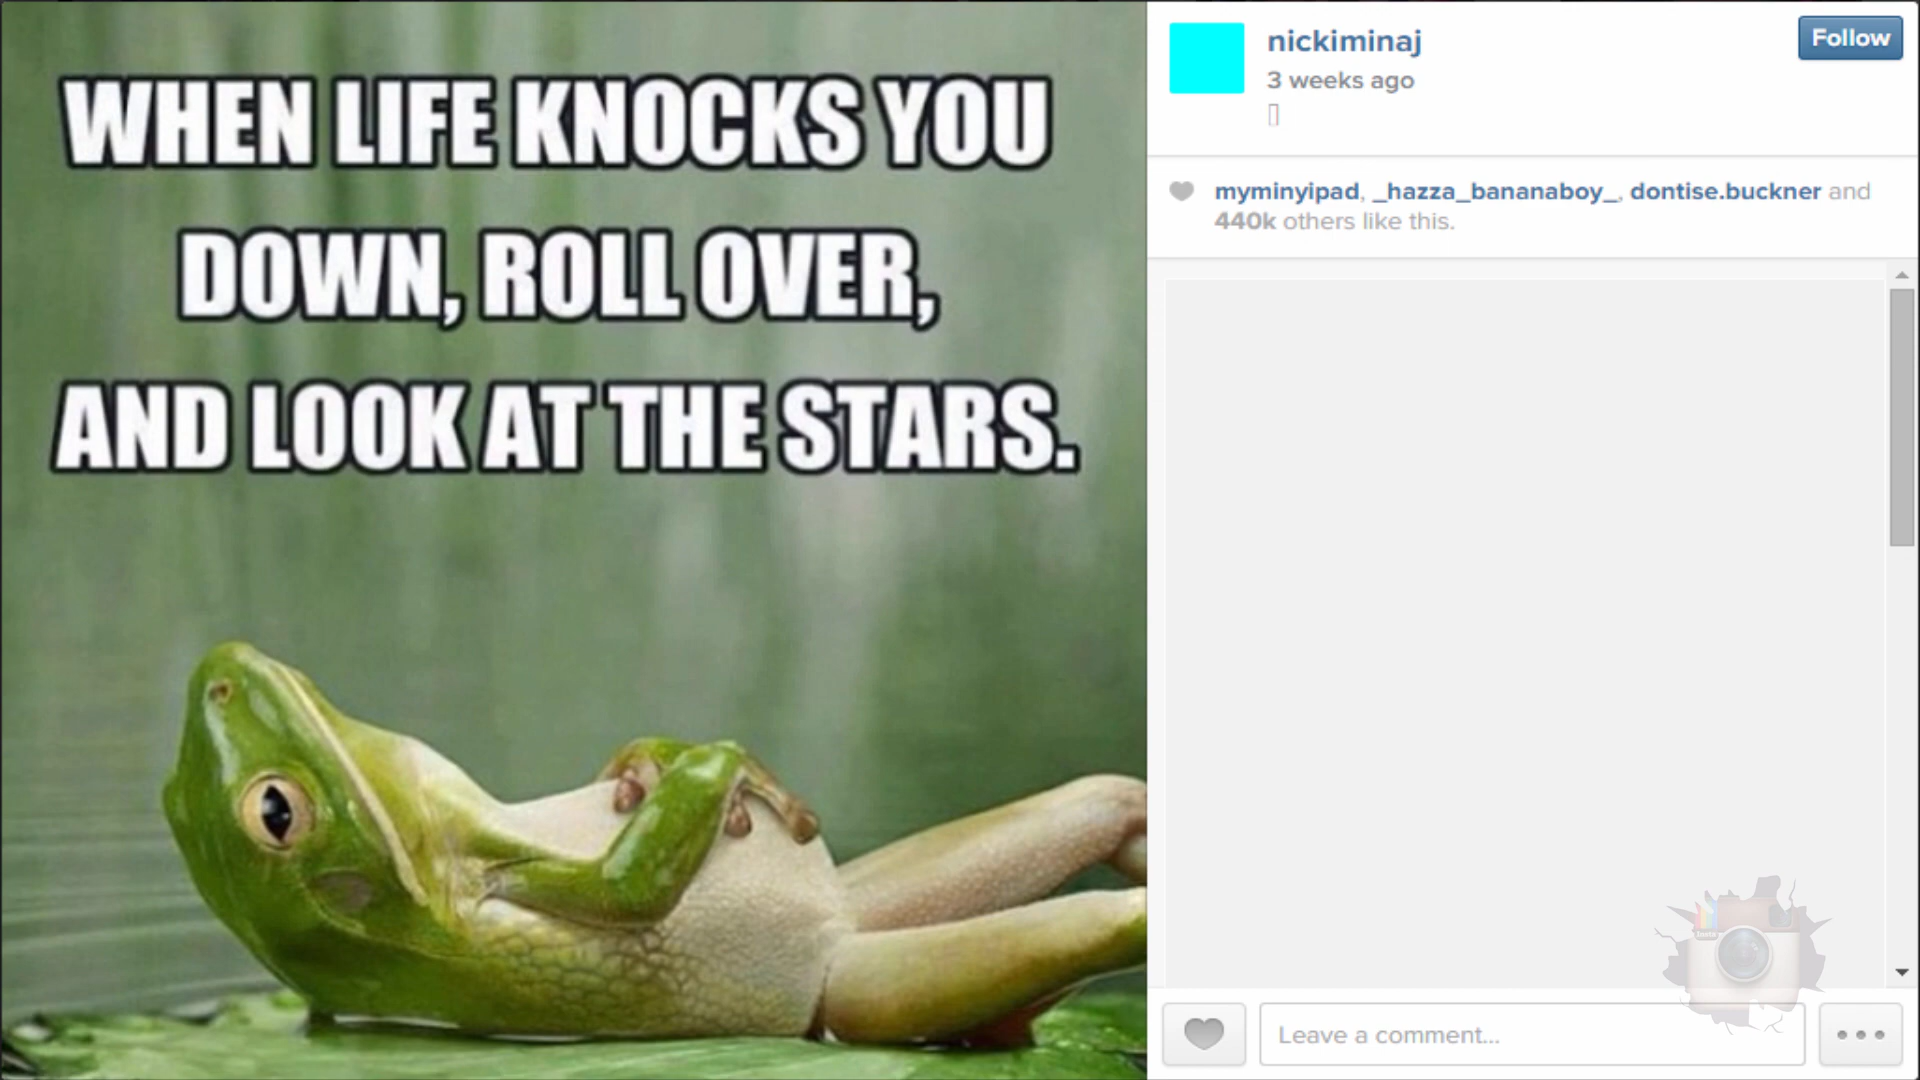 WHEN LIFE KNOCKS YOU
DOWN, ROLL OVER,
AND LOOK AT THE STARS.
nickiminaj
Follow
3 weeks ago
myminyipad, _hazza_bananaboy_, dontise.buckner and
440k others like this.
Leave a comment...